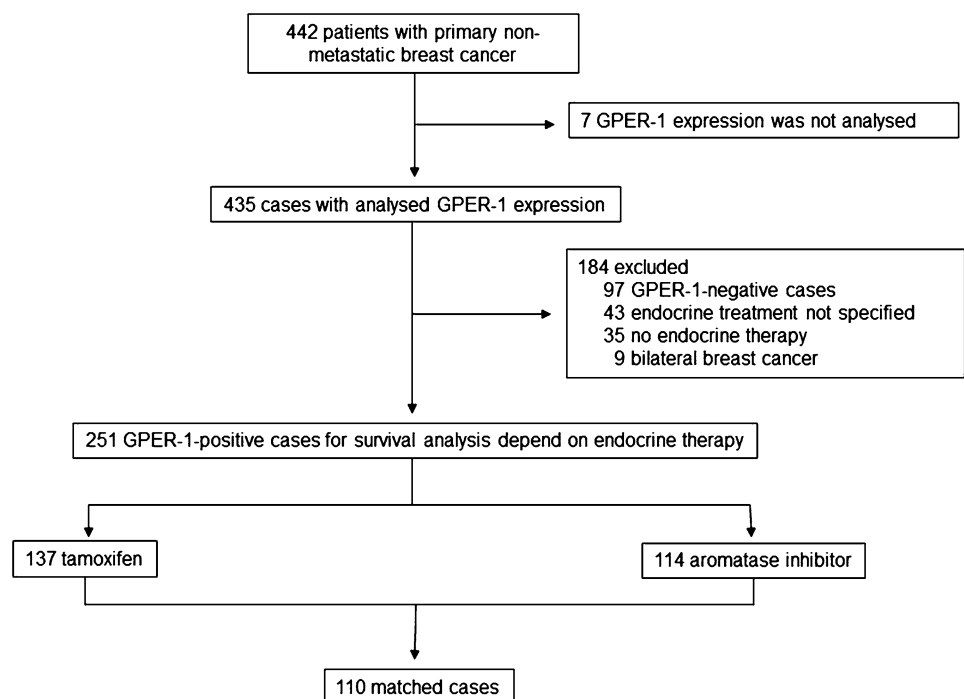 442 patients with primary non-
metastatic breast cancer
7 GPER-1 expression was not analysed
435 cases with analysed GPER-1 expression
184 excluded
97 GPER-1-negative cases
43 endocrine treatment not specified
35 no endocrine therapy
9 bilateral breast cancer
251 GPER-1-positive cases for survival analysis depend on endocrine therapy
137 tamoxifen
114 aromatase inhibitor
110 matched cases